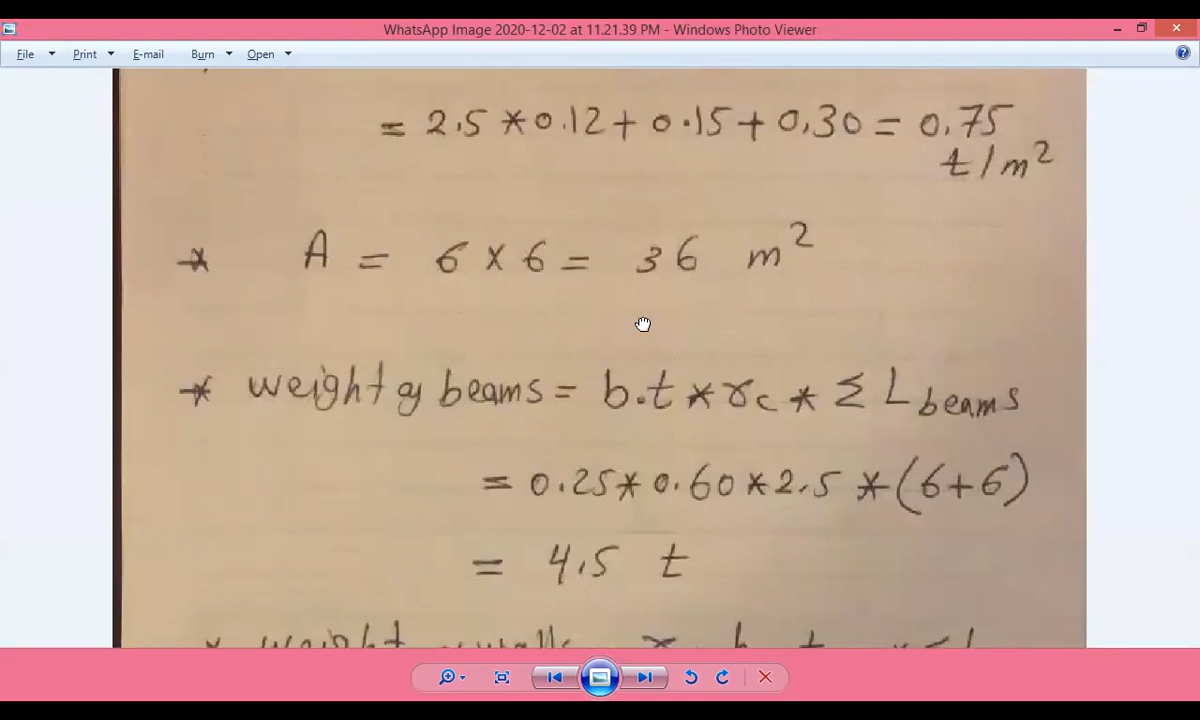 WhatsApp Image 2020-12-02 at 11.21.39 PM - Windows Photo Viewer
File Print E-mail Burn Open
= 2.5 * 0.12 + 0.15 + 0.30 = 0.75
t/m²
* A = 6 x 6 = 36 m²
* weight of beams = b.t * γc * Σ L beams
= 0.25 * 0.60 * 2.5 * (6+6)
= 4.5 t
* weight